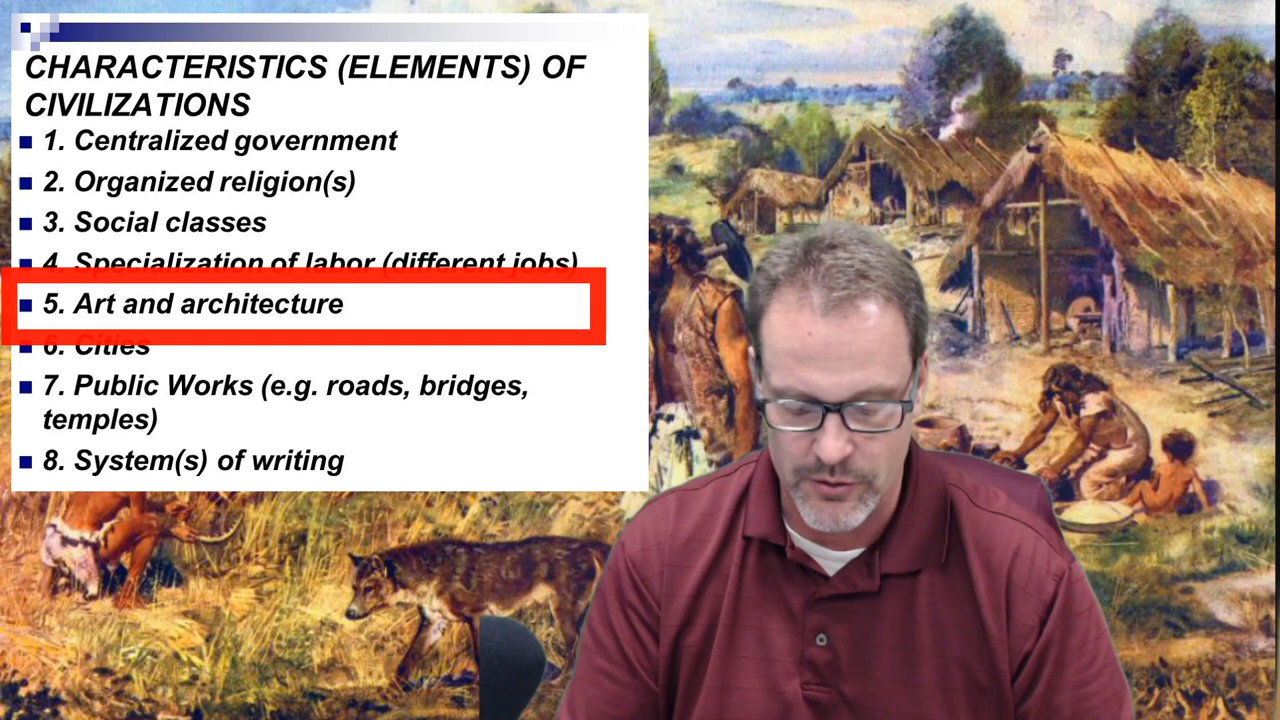 CHARACTERISTICS (ELEMENTS) OF
CIVILIZATIONS
1. Centralized government
2. Organized religion(s)
3. Social classes
4. Specialization of labor (different jobs)
5. Art and architecture
6. Cities
7. Public Works (e.g. roads, bridges,
temples)
8. System(s) of writing